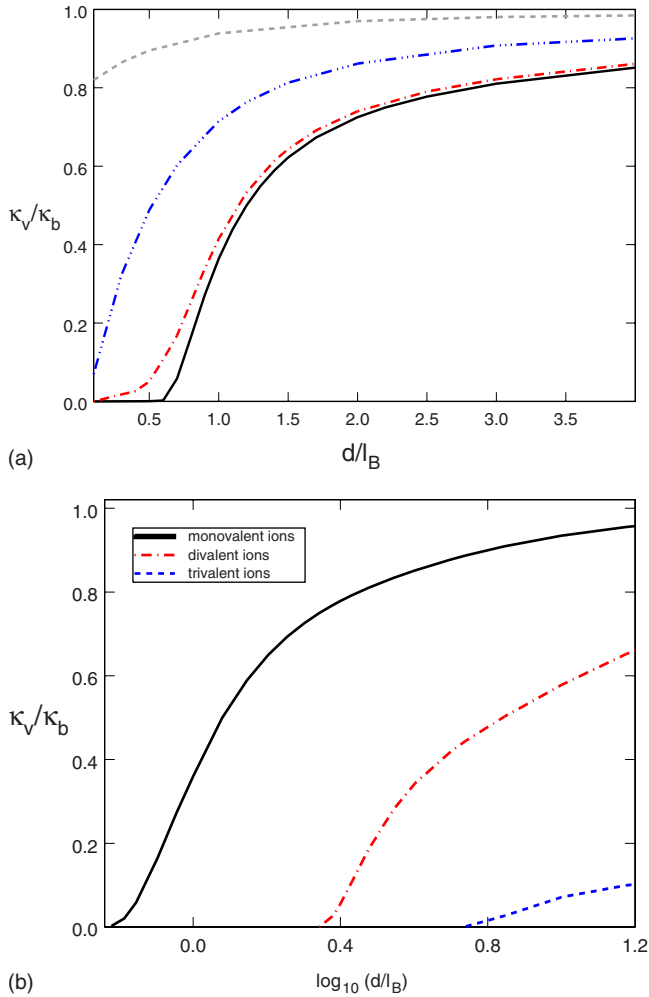 1.0
0.8
0.6
κv/κb
0.4
0.2
0.0
0.5 1.0 1.5 2.0 2.5 3.0 3.5
(a)
d/lB
1.0
monovalent ions
divalent ions
trivalent ions
0.8
0.6
κv/κb
0.4
0.2
0.0
0.0 0.4 0.8 1.2
(b)
log10 (d/lB)